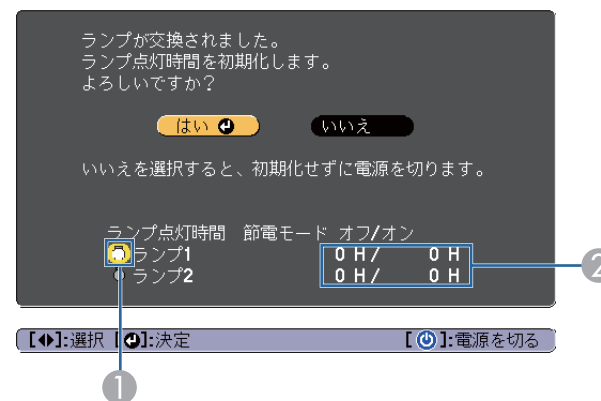 ランプが交換されました。
ランプ点灯時間を初期化します。
よろしいですか?
はい いいえ
いいえを選択すると、初期化せずに電源を切ります。
ランプ点灯時間 節電モード オフ/オン
ランプ1 0 H/ 0 H
ランプ2 0 H/ 0 H
[ ]:選択 [ ]:決定 [ ]:電源を切る
1
2